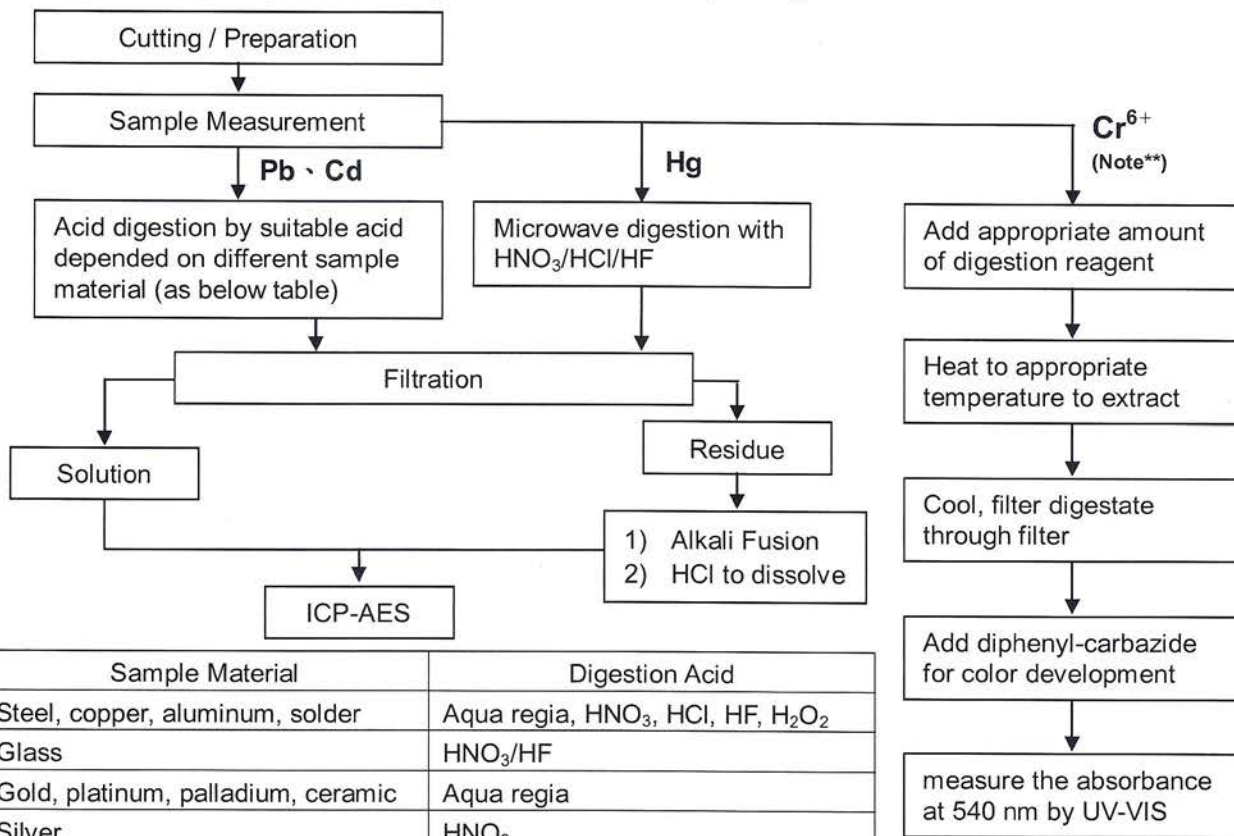 Cutting / Preparation
Sample Measurement
Pb、Cd
Hg
Cr⁶⁺
(Note**)
Acid digestion by suitable acid
depended on different sample
material (as below table)
Microwave digestion with
HNO₃/HCl/HF
Add appropriate amount
of digestion reagent
Filtration
Heat to appropriate
temperature to extract
Solution
Residue
1) Alkali Fusion
2) HCl to dissolve
Cool, filter digestate
through filter
ICP-AES
Add diphenyl-carbazide
for color development
measure the absorbance
at 540 nm by UV-VIS
Sample Material Digestion Acid
Steel, copper, aluminum, solder Aqua regia, HNO₃, HCl, HF, H₂O₂
Glass HNO₃/HF
Gold, platinum, palladium, ceramic Aqua regia
Silver HNO₃